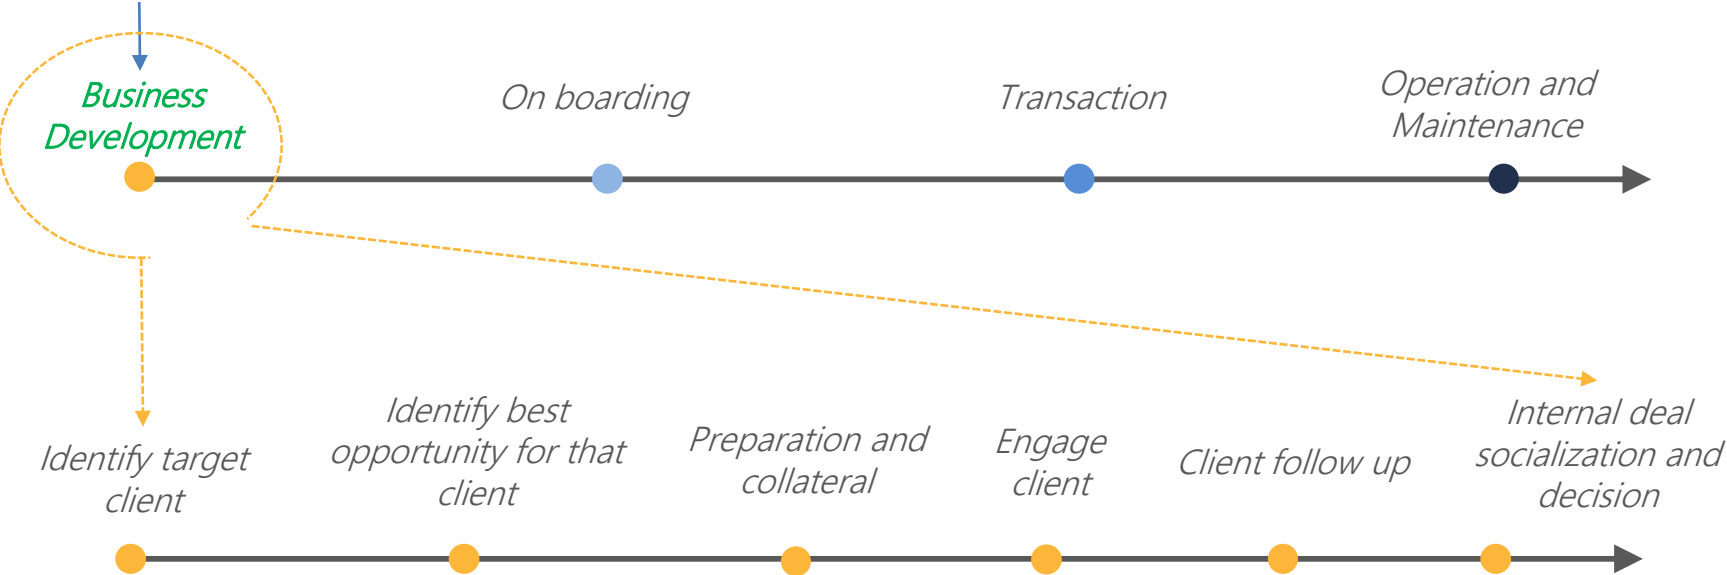 Business
Development
On boarding
Transaction
Operation and
Maintenance
Identify target
client
Identify best
opportunity for that
client
Preparation and
collateral
Engage
client
Client follow up
Internal deal
socialization and
decision